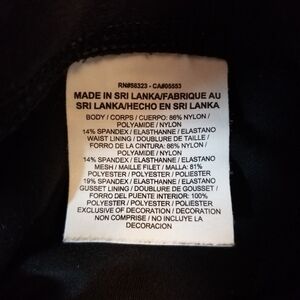 RN#56323 - CA#05553
MADE IN SRI LANKA/FABRIQUE AU
SRI LANKA/HECHO EN SRI LANKA
BODY / CORPS / CUERPO: 86% NYLON /
POLYAMIDE / NYLON
14% SPANDEX / ELASTHANNE / ELASTANO
WAIST LINING / DOUBLURE DE TAILLE /
FORRO DE LA CINTURA: 86% NYLON /
POLYAMIDE / NYLON
14% SPANDEX / ELASTHANNE / ELASTANO
MESH / MAILLE FILET / MALLA: 81%
POLYESTER / POLYESTER / POLIESTER
19% SPANDEX / ELASTHANNE / ELASTANO
GUSSET LINING / DOUBLURE DE GOUSSET /
FORRO DEL PUENTE INTERIOR: 100%
POLYESTER / POLYESTER / POLIESTER
EXCLUSIVE OF DECORATION / DECORATION
NON COMPRISE / NO INCLUYE LA
DECORACION